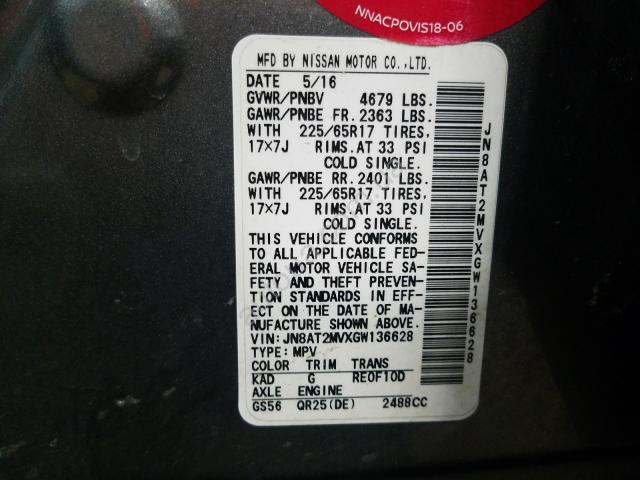 NNACPOVIS18-06
MFD BY NISSAN MOTOR CO.,LTD.
DATE 5/16
GVWR/PNBV 4679 LBS.
GAWR/PNBE FR. 2363 LBS.
WITH 225/65R17 TIRES,
17×7J RIMS.AT 33 PSI
COLD SINGLE.
GAWR/PNBE RR. 2401 LBS.
WITH 225/65R17 TIRES,
17×7J RIMS.AT 33 PSI
COLD SINGLE.
THIS VEHICLE CONFORMS
TO ALL APPLICABLE FED-
ERAL MOTOR VEHICLE SA-
FETY AND THEFT PREVEN-
TION STANDARDS IN EFF-
ECT ON THE DATE OF MA-
NUFACTURE SHOWN ABOVE.
VIN: JN8AT2MVXGW136628
TYPE: MPV
COLOR TRIM TRANS
KAD G RE0F10D
AXLE ENGINE
GS56 QR25(DE) 2488CC
JN8AT2MVXGW136628